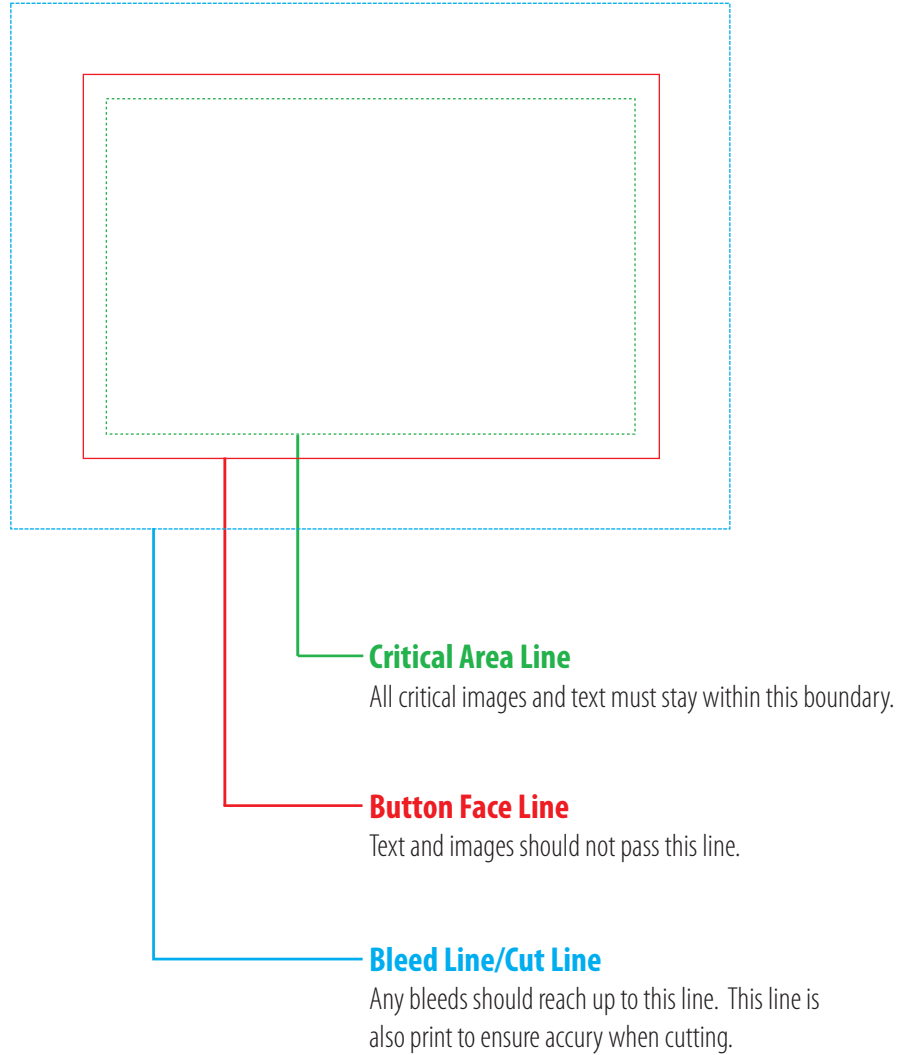 Critical Area Line
All critical images and text must stay within this boundary.
Button Face Line
Text and images should not pass this line.
Bleed Line/Cut Line
Any bleeds should reach up to this line.  This line is
also print to ensure accury when cutting.